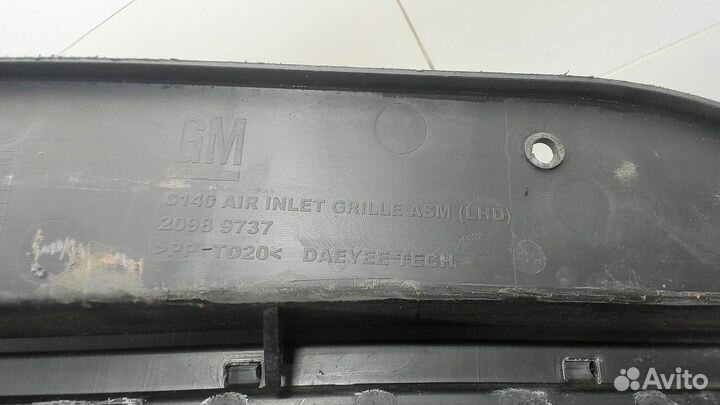 GM
C140 AIR INLET GRILLE ASM (LHD)
2098 9737
>PP-TD20< DAEYEE TECH
Avito